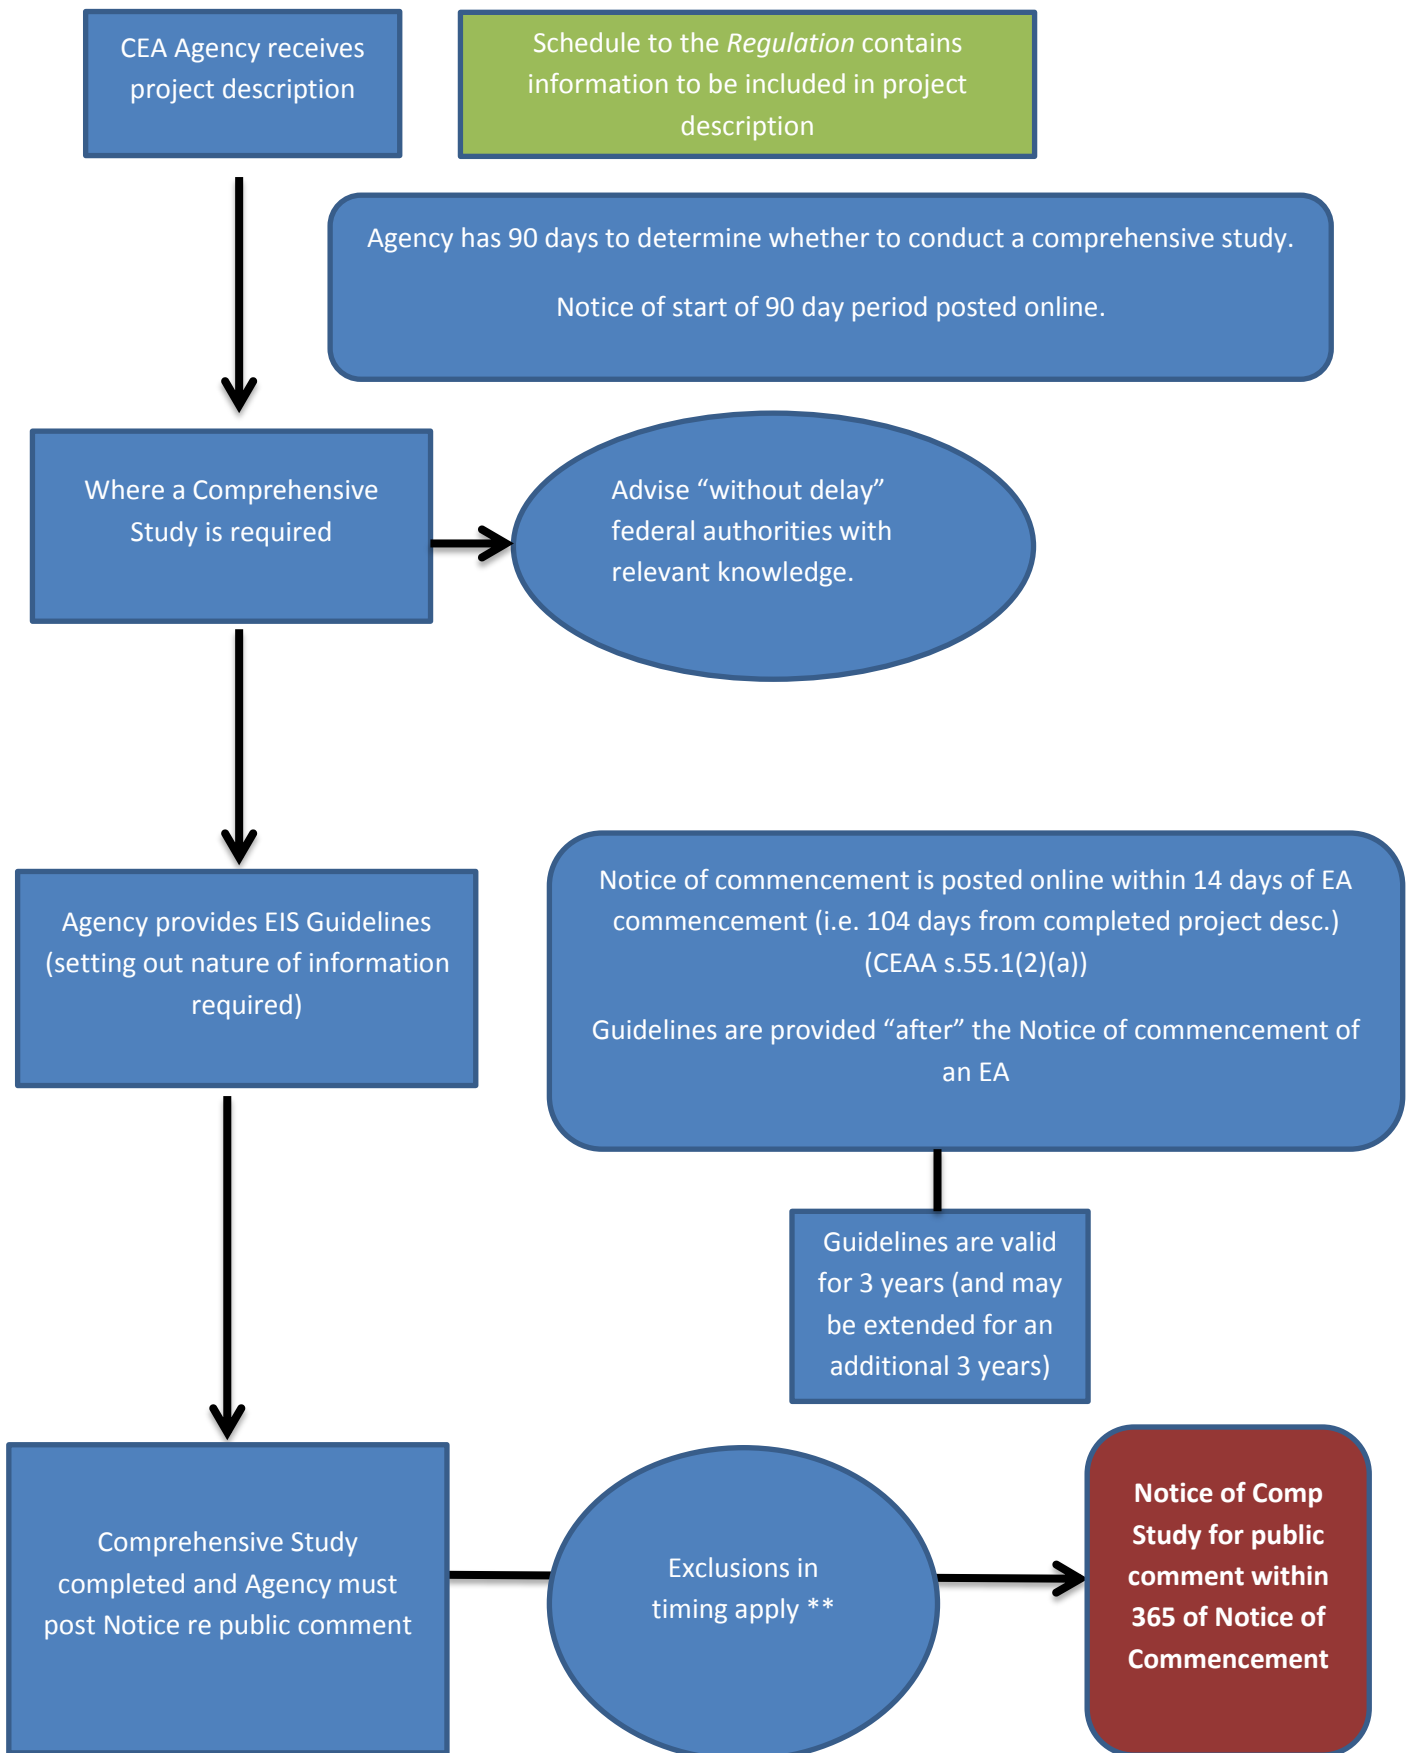 CEA Agency receives
project description
Schedule to the Regulation contains
information to be included in project
description
Agency has 90 days to determine whether to conduct a comprehensive study.
Notice of start of 90 day period posted online.
Where a Comprehensive
Study is required
Advise “without delay”
federal authorities with
relevant knowledge.
Agency provides EIS Guidelines
(setting out nature of information
required)
Notice of commencement is posted online within 14 days of EA
commencement (i.e. 104 days from completed project desc.)
(CEAA s.55.1(2)(a))
Guidelines are provided “after” the Notice of commencement of
an EA
Guidelines are valid
for 3 years (and may
be extended for an
additional 3 years)
Comprehensive Study
completed and Agency must
post Notice re public comment
Exclusions in
timing apply **
Notice of Comp
Study for public
comment within
365 of Notice of
Commencement